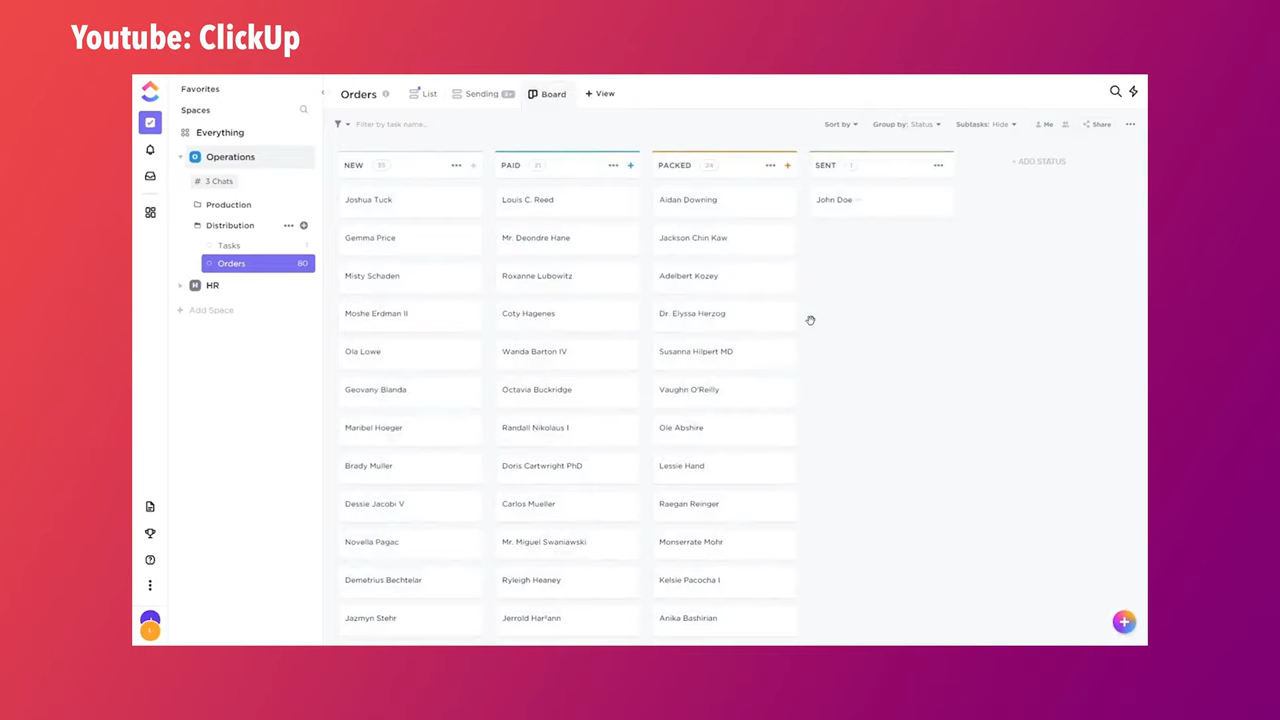 Youtube: ClickUp
Favorites
Spaces
Everything
Operations
# 3 Chats
Production
Distribution
Tasks 1
Orders 80
HR
+ Add Space
Orders List Sending Board + View
Filter by task name...
Sort by Group by: Status Subtasks: Hide Me Share
NEW PAID 21 PACKED 24 SENT 1 + ADD STATUS
Joshua Tuck Louis C. Reed Aidan Downing John Doe
Gemma Price Mr. Deondre Hane Jackson Chin Kaw
Misty Schaden Roxanne Lubowitz Adelbert Kozey
Moshe Erdman II Coty Hagenes Dr. Elyssa Herzog
Ola Lowe Wanda Barton IV Susanna Hilpert MD
Geovany Blanda Octavia Buckridge Vaughn O'Reilly
Maribel Hoeger Randall Nikolaus I Ole Abshire
Brady Muller Doris Cartwright PhD Lessie Hand
Dessie Jacobi V Carlos Mueller Raegan Reinger
Novella Pagac Mr. Miguel Swaniawski Monserrate Mohr
Demetrius Bechtelar Ryleigh Heaney Kelsie Pacocha I
Jazmyn Stehr Jerrold Anika Bashirian